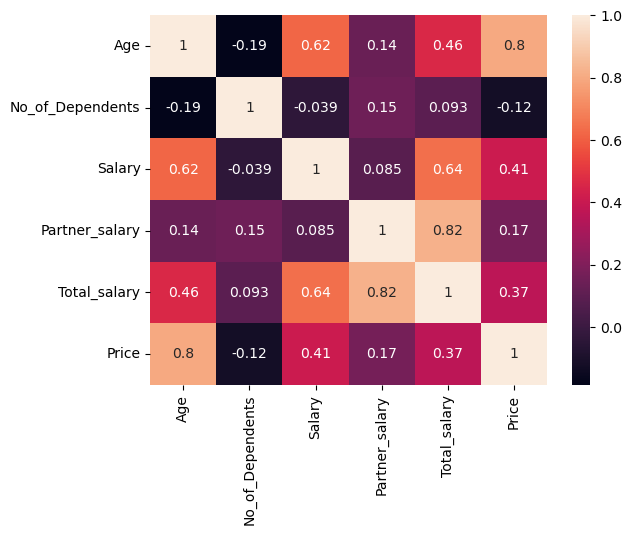 Age 1 -0.19 0.62 0.14 0.46 0.8
No_of_Dependents -0.19 1 -0.039 0.15 0.093 -0.12
Salary 0.62 -0.039 1 0.085 0.64 0.41
Partner_salary 0.14 0.15 0.085 1 0.82 0.17
Total_salary 0.46 0.093 0.64 0.82 1 0.37
Price 0.8 -0.12 0.41 0.17 0.37 1
Age
No_of_Dependents
Salary
Partner_salary
Total_salary
Price
1.0
0.8
0.6
0.4
0.2
0.0